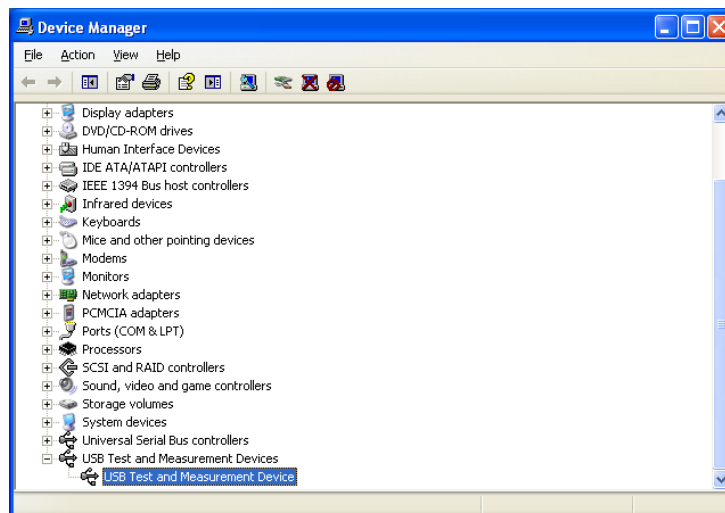 Device Manager
File Action View Help
Display adapters
DVD/CD-ROM drives
Human Interface Devices
IDE ATA/ATAPI controllers
IEEE 1394 Bus host controllers
Infrared devices
Keyboards
Mice and other pointing devices
Modems
Monitors
Network adapters
PCMCIA adapters
Ports (COM & LPT)
Processors
SCSI and RAID controllers
Sound, video and game controllers
Storage volumes
System devices
Universal Serial Bus controllers
USB Test and Measurement Devices
USB Test and Measurement Device